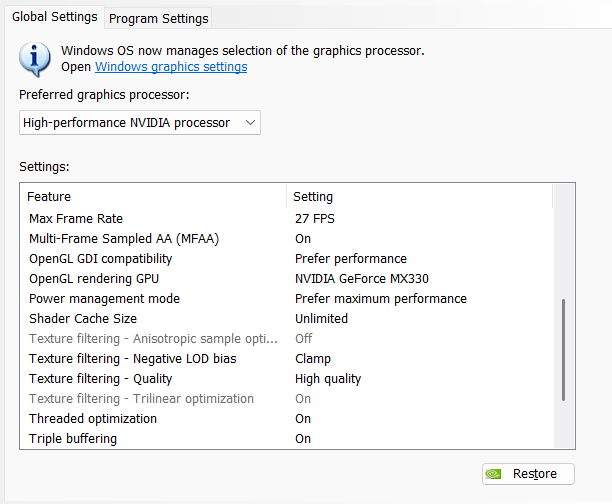 Global Settings
Program Settings
Windows OS now manages selection of the graphics processor.
Open Windows graphics settings
Preferred graphics processor:
High-performance NVIDIA processor
Settings:
Feature Setting
Max Frame Rate 27 FPS
Multi-Frame Sampled AA (MFAA) On
OpenGL GDI compatibility Prefer performance
OpenGL rendering GPU NVIDIA GeForce MX330
Power management mode Prefer maximum performance
Shader Cache Size Unlimited
Texture filtering - Anisotropic sample opti... Off
Texture filtering - Negative LOD bias Clamp
Texture filtering - Quality High quality
Texture filtering - Trilinear optimization On
Threaded optimization On
Triple buffering On
Restore